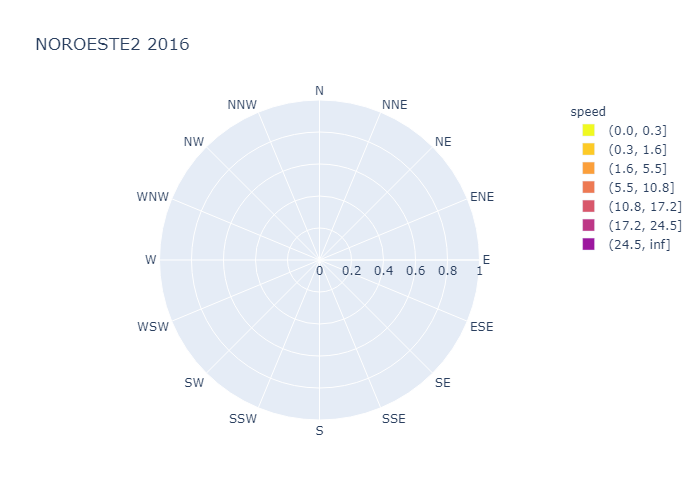 NOROESTE2 2016
N
NNW
NNE
NW
NE
WNW
ENE
W
E
0 0.2 0.4 0.6 0.8 1
WSW
ESE
SW
SE
SSW
SSE
S
speed
(0.0, 0.3]
(0.3, 1.6]
(1.6, 5.5]
(5.5, 10.8]
(10.8, 17.2]
(17.2, 24.5]
(24.5, inf]